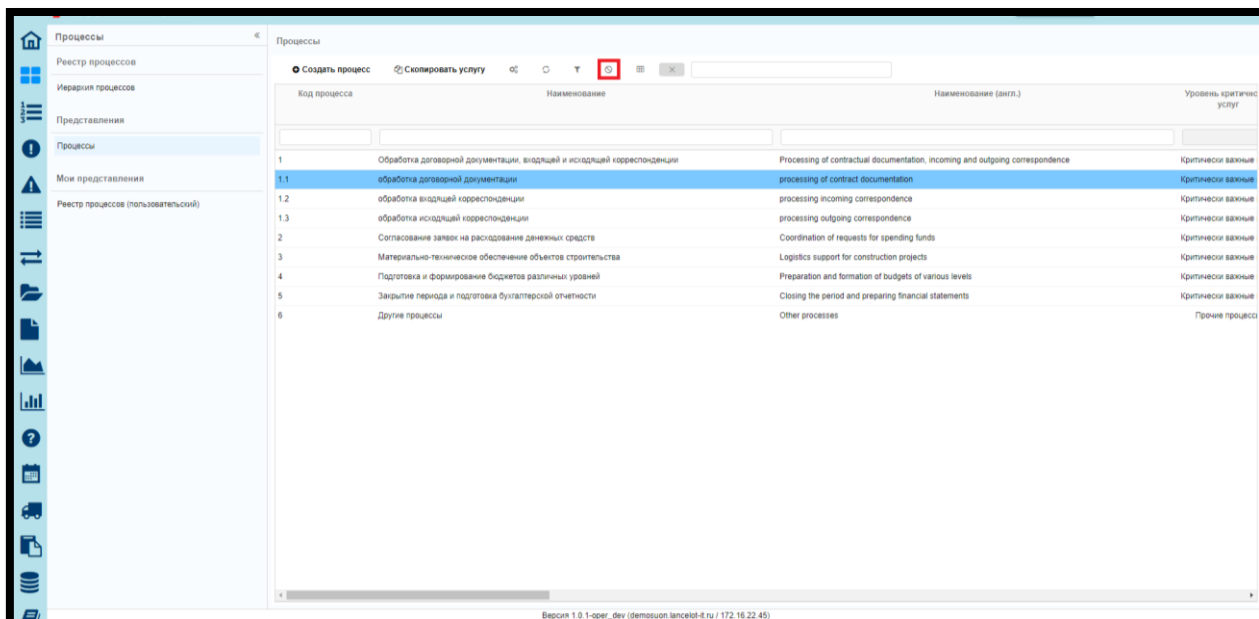 Процессы
Реестр процессов
Иерархия процессов
Представления
Процессы
Мои представления
Реестр процессов (пользовательский)
Процессы
Создать процесс Скопировать услугу
Код процесса Наименование Наименование (англ.) Уровень критично
услуг
1 Обработка договорной документации, входящей и исходящей корреспонденции Processing of contractual documentation, incoming and outgoing correspondence Критически важные
1.1 обработка договорной документации processing of contract documentation Критически важные
1.2 обработка входящей корреспонденции processing incoming correspondence Критически важные
1.3 обработка исходящей корреспонденции processing outgoing correspondence Критически важные
2 Согласование заявок на расходование денежных средств Coordination of requests for spending funds Критически важные
3 Материально-техническое обеспечение объектов строительства Logistics support for construction projects Критически важные
4 Подготовка и формирование бюджетов различных уровней Preparation and formation of budgets of various levels Критически важные
5 Закрытие периода и подготовка бухгалтерской отчетности Closing the period and preparing financial statements Критически важные
6 Другие процессы Other processes Прочие процесс
Версия 1.0.1-oper_dev (demosuon.lancelot-it.ru / 172.16.22.45)